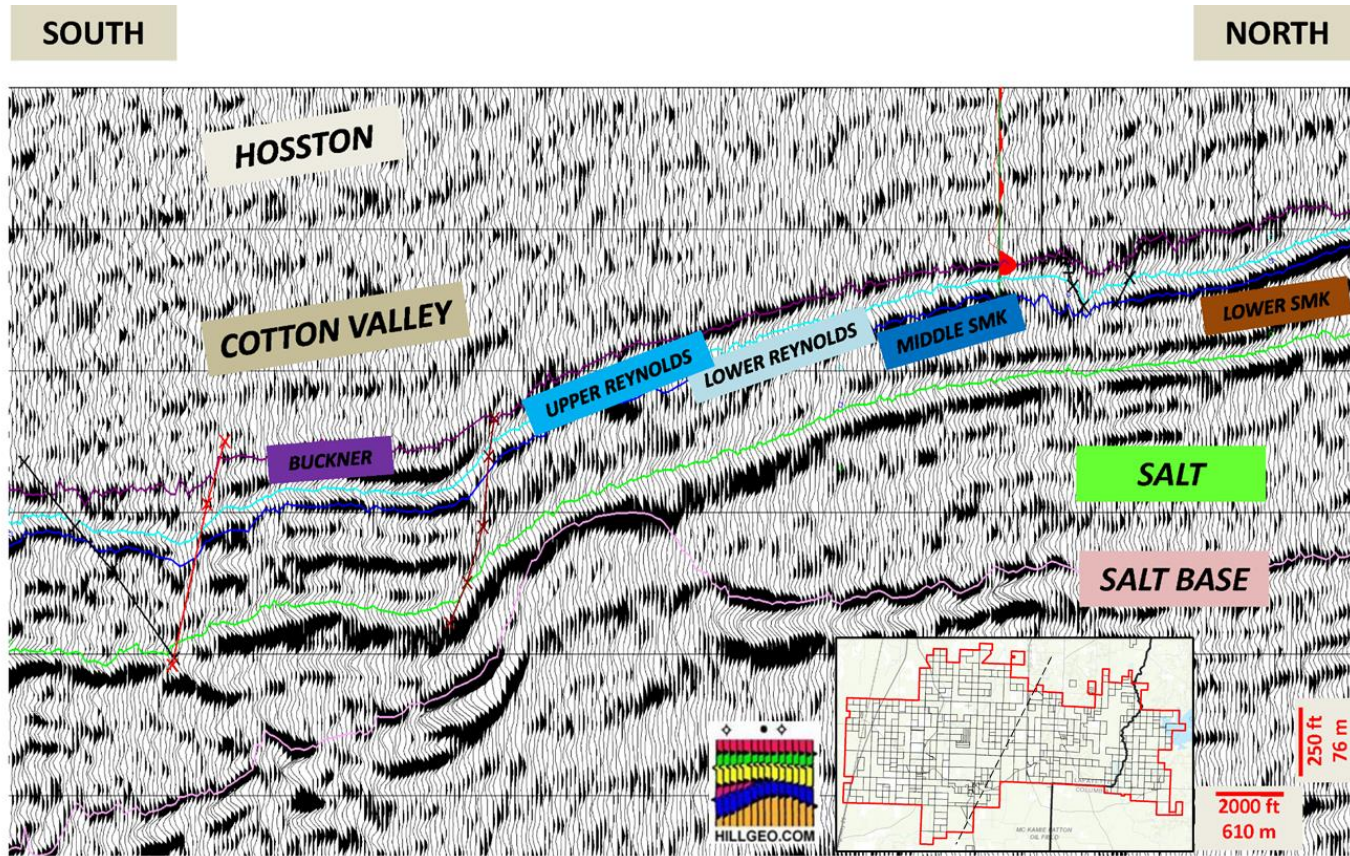 SOUTH
NORTH
HOSSTON
COTTON VALLEY
BUCKNER
UPPER REYNOLDS
LOWER REYNOLDS
MIDDLE SMK
LOWER SMK
SALT
SALT BASE
HILLGEO.COM
MC KAMIE PATTON
OIL FIELD
250 ft
76 m
2000 ft
610 m